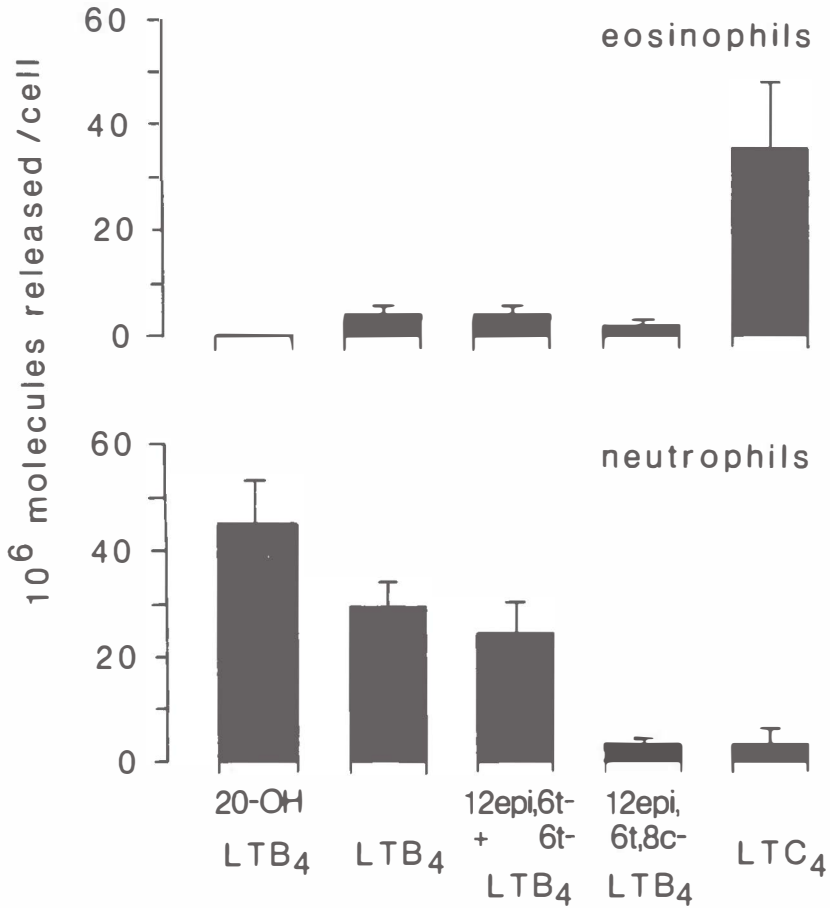 10⁶ molecules released /cell
eosinophils
60
40
20
0
neutrophils
60
40
20
0
20-OH
LTB₄
LTB₄
12epi,6t-
+ 6t-
LTB₄
12epi,
6t,8c-
LTB₄
LTC₄